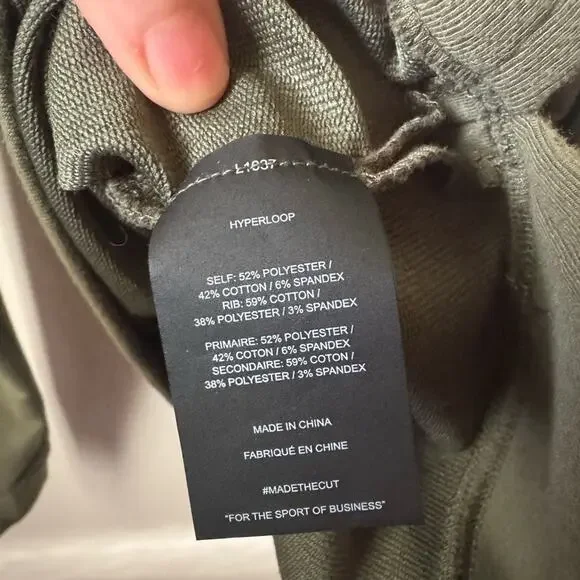 L1837
HYPERLOOP
SELF: 52% POLYESTER /
42% COTTON / 6% SPANDEX
RIB: 59% COTTON /
38% POLYESTER / 3% SPANDEX
PRIMAIRE: 52% POLYESTER /
42% COTON / 6% SPANDEX
SECONDAIRE: 59% COTON /
38% POLYESTER / 3% SPANDEX
MADE IN CHINA
FABRIQUÉ EN CHINE
#MADETHECUT
"FOR THE SPORT OF BUSINESS"